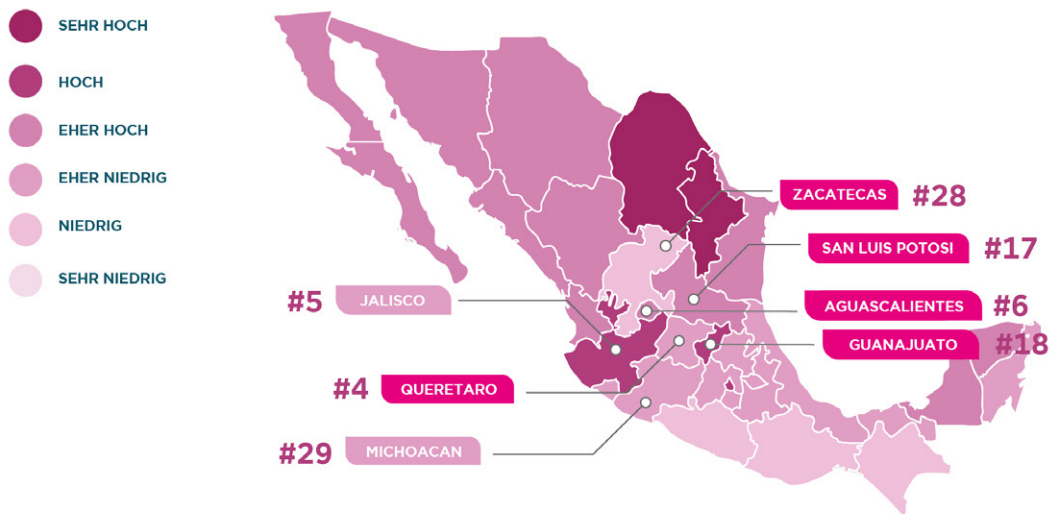 SEHR HOCH
HOCH
EHER HOCH
EHER NIEDRIG
NIEDRIG
SEHR NIEDRIG
ZACATECAS #28
SAN LUIS POTOSI #17
#5 JALISCO
AGUASCALIENTES #6
GUANAJUATO #18
#4 QUERETARO
#29 MICHOACAN